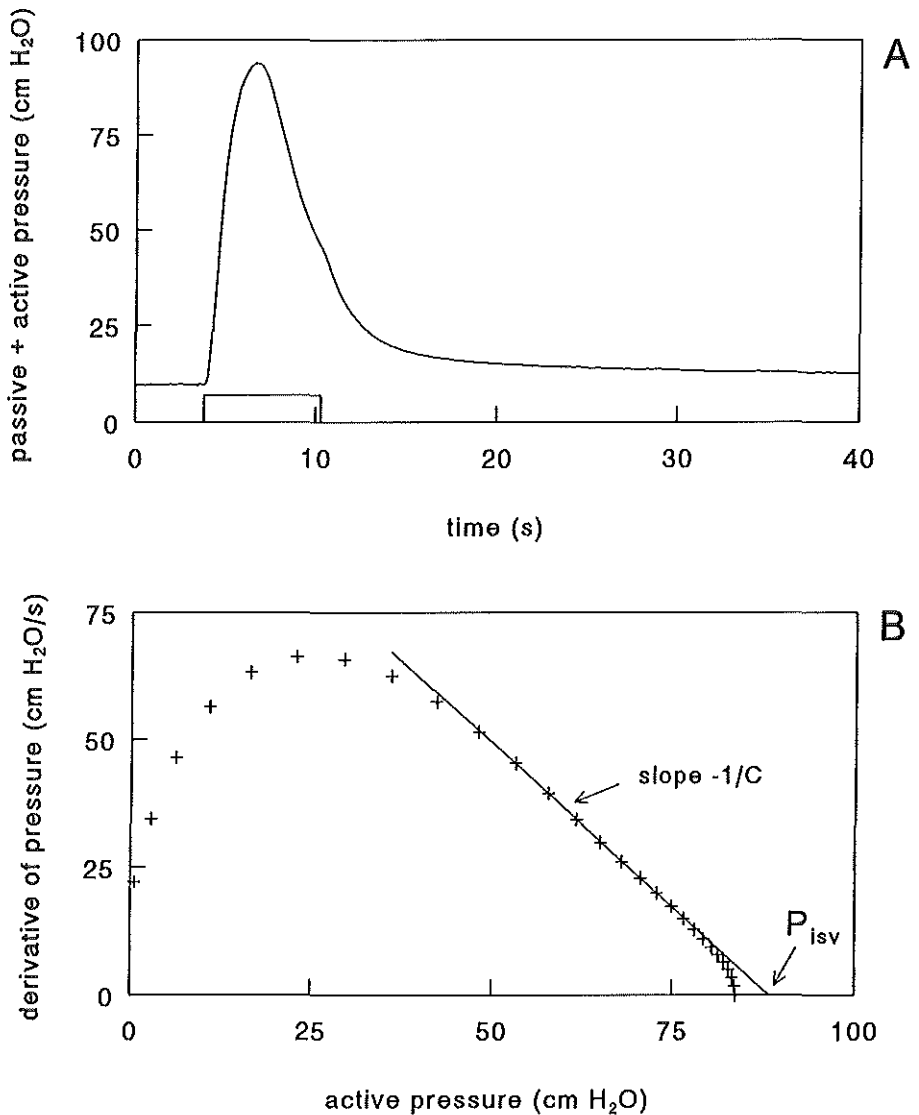 A
passive + active pressure (cm H₂O)
100
75
50
25
0
0 10 20 30 40
time (s)
B
derivative of pressure (cm H₂O/s)
75
50
25
0
slope -1/C
Pisv
0 25 50 75 100
active pressure (cm H₂O)